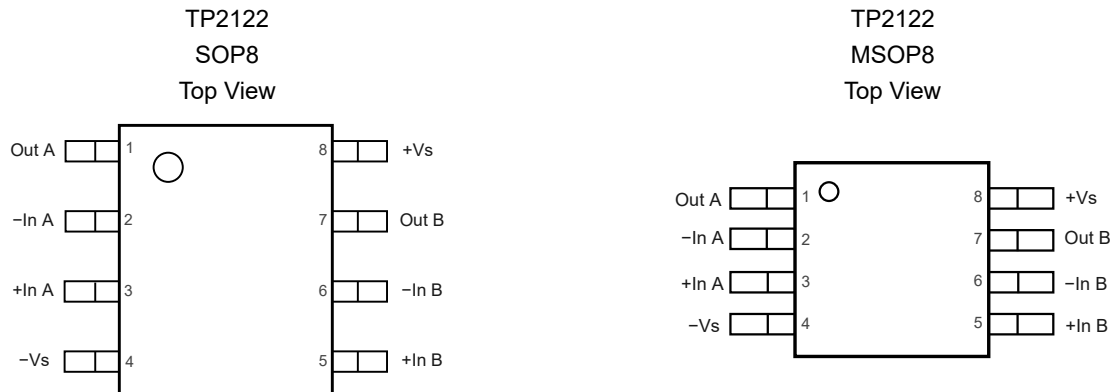 TP2122
SOP8
Top View
Out A 1 8 +Vs
−In A 2 7 Out B
+In A 3 6 −In B
−Vs 4 5 +In B
TP2122
MSOP8
Top View
Out A 1 8 +Vs
−In A 2 7 Out B
+In A 3 6 −In B
−Vs 4 5 +In B